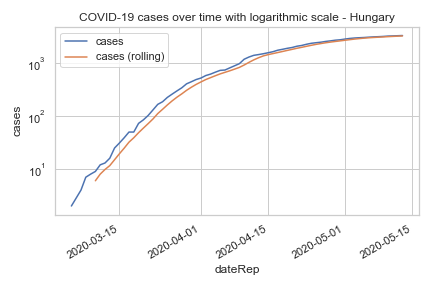 COVID-19 cases over time with logarithmic scale - Hungary
cases
cases (rolling)
10³
10²
10¹
cases
2020-03-15
2020-04-01
2020-04-15
2020-05-01
2020-05-15
dateRep